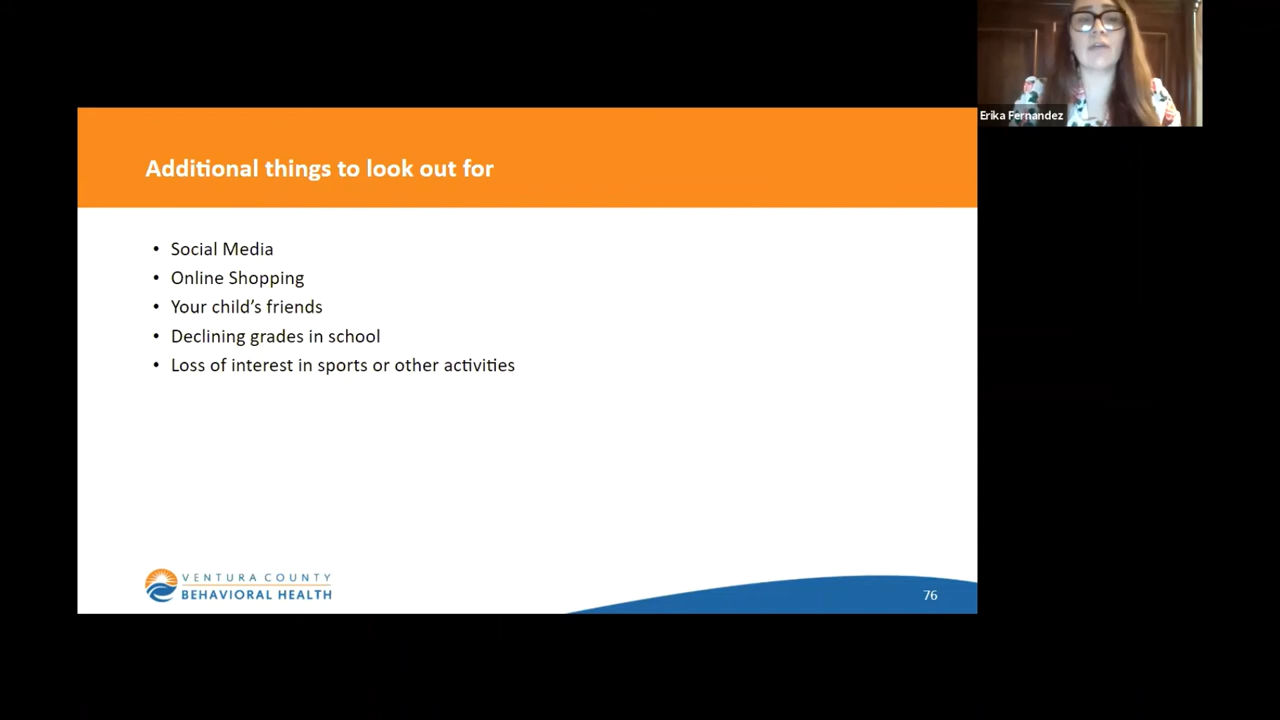 Erika Fernandez
Additional things to look out for
• Social Media
• Online Shopping
• Your child's friends
• Declining grades in school
• Loss of interest in sports or other activities
VENTURA COUNTY
BEHAVIORAL HEALTH
76